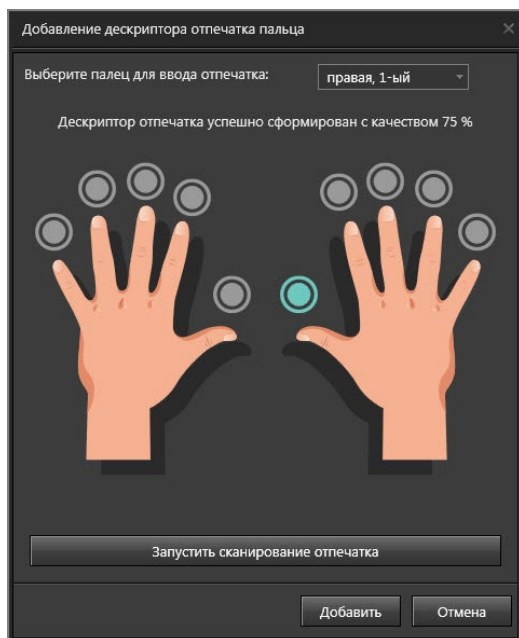 Добавление дескриптора отпечатка пальца
Выберите палец для ввода отпечатка: правая, 1-ый
Дескриптор отпечатка успешно сформирован с качеством 75 %
Запустить сканирование отпечатка
Добавить Отмена